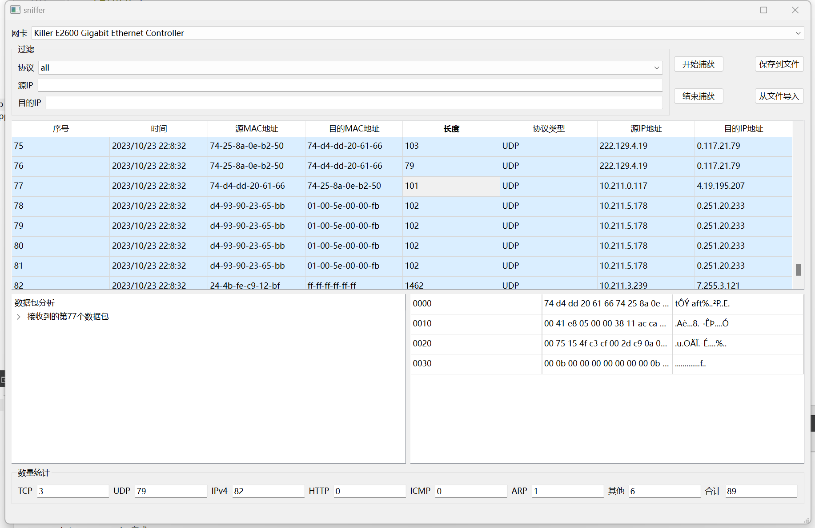 sniffer
网卡 Killer E2600 Gigabit Ethernet Controller
过滤
协议 all
源IP
目的IP
开始捕获 保存到文件
结束捕获 从文件导入
序号 时间 源MAC地址 目的MAC地址 长度 协议类型 源IP地址 目的IP地址
75 2023/10/23 22:8:32 74-25-8a-0e-b2-50 74-d4-dd-20-61-66 103 UDP 222.129.4.19 0.117.21.79
76 2023/10/23 22:8:32 74-25-8a-0e-b2-50 74-d4-dd-20-61-66 79 UDP 222.129.4.19 0.117.21.79
77 2023/10/23 22:8:32 74-d4-dd-20-61-66 74-25-8a-0e-b2-50 101 UDP 10.211.0.117 4.19.195.207
78 2023/10/23 22:8:32 d4-93-90-23-65-bb 01-00-5e-00-00-fb 102 UDP 10.211.5.178 0.251.20.233
79 2023/10/23 22:8:32 d4-93-90-23-65-bb 01-00-5e-00-00-fb 102 UDP 10.211.5.178 0.251.20.233
80 2023/10/23 22:8:32 d4-93-90-23-65-bb 01-00-5e-00-00-fb 102 UDP 10.211.5.178 0.251.20.233
81 2023/10/23 22:8:32 d4-93-90-23-65-bb 01-00-5e-00-00-fb 102 UDP 10.211.5.178 0.251.20.233
82 2023/10/23 22:8:32 24-4b-fe-c9-12-bf ff-ff-ff-ff-ff-ff 1462 UDP 10.211.3.239 7.255.3.121
数据包分析
接收到的第77个数据包
0000 74 d4 dd 20 61 66 74 25 8a 0e ... tÔÝ aft%..²P.E.
0010 00 41 e8 05 00 00 38 11 ac ca ... .Aè...8. ¬ÊÞ....Ó
0020 00 75 15 4f c3 cf 00 2d c9 0a 0... .u.OÃÏ. É....%..
0030 00 0b 00 00 00 00 00 00 00 0b ...
数量统计
TCP 3 UDP 79 IPv4 82 HTTP 0 ICMP 0 ARP 1 其他 6 合计 89